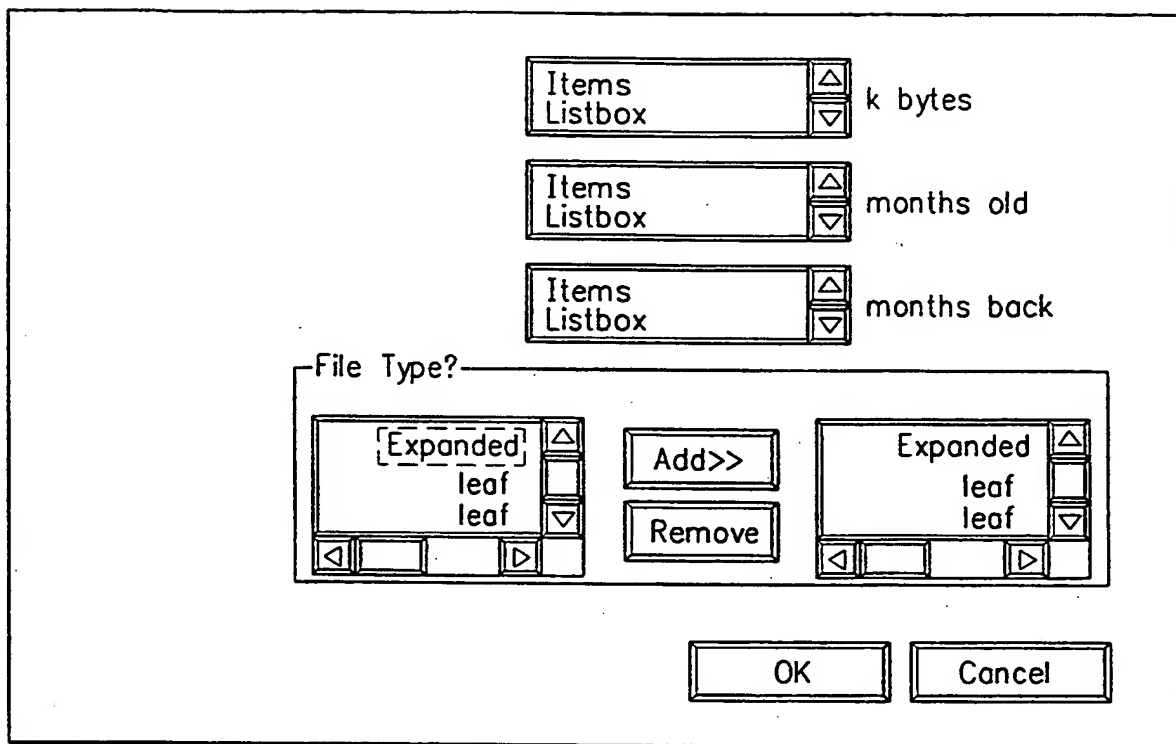 Items
Listbox
k bytes
Items
Listbox
months old
Items
Listbox
months back
File Type?
Expanded
leaf
leaf
Add>>
Remove
Expanded
leaf
leaf
OK
Cancel